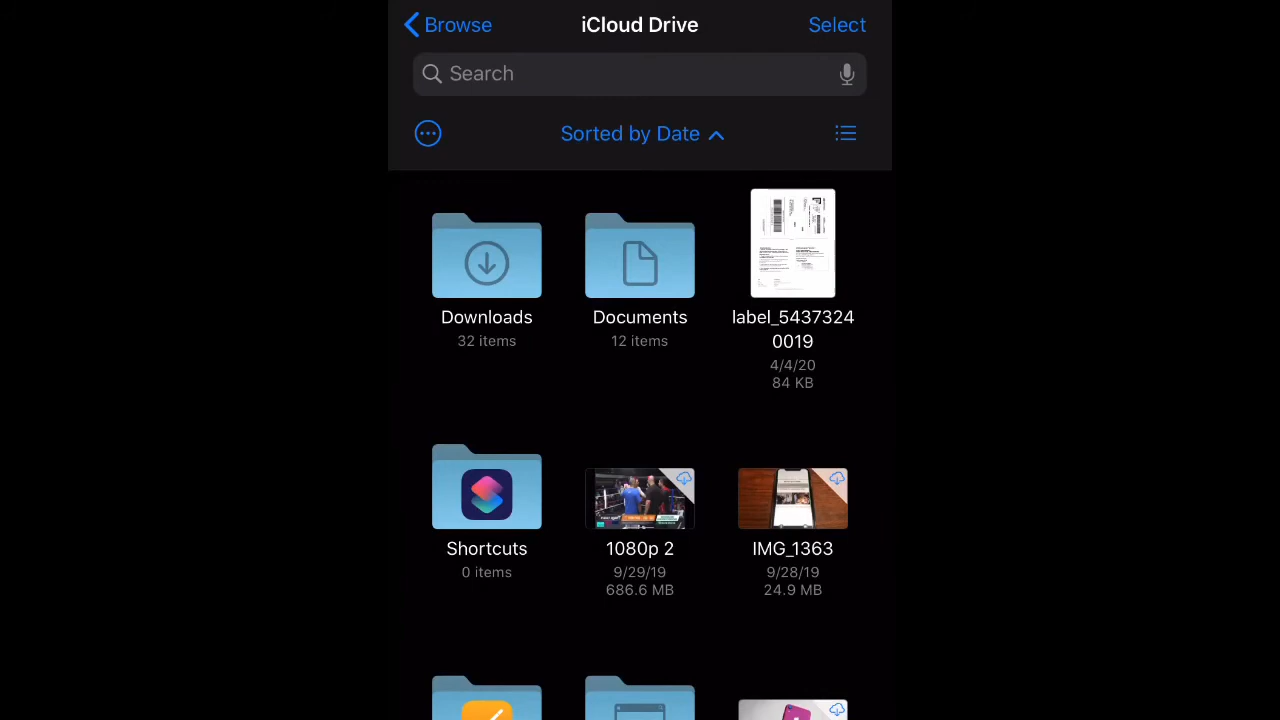 Browse
iCloud Drive
Select
Search
Sorted by Date
Downloads
32 items
Documents
12 items
label_5437324
0019
4/4/20
84 KB
Shortcuts
0 items
1080p 2
9/29/19
686.6 MB
IMG_1363
9/28/19
24.9 MB